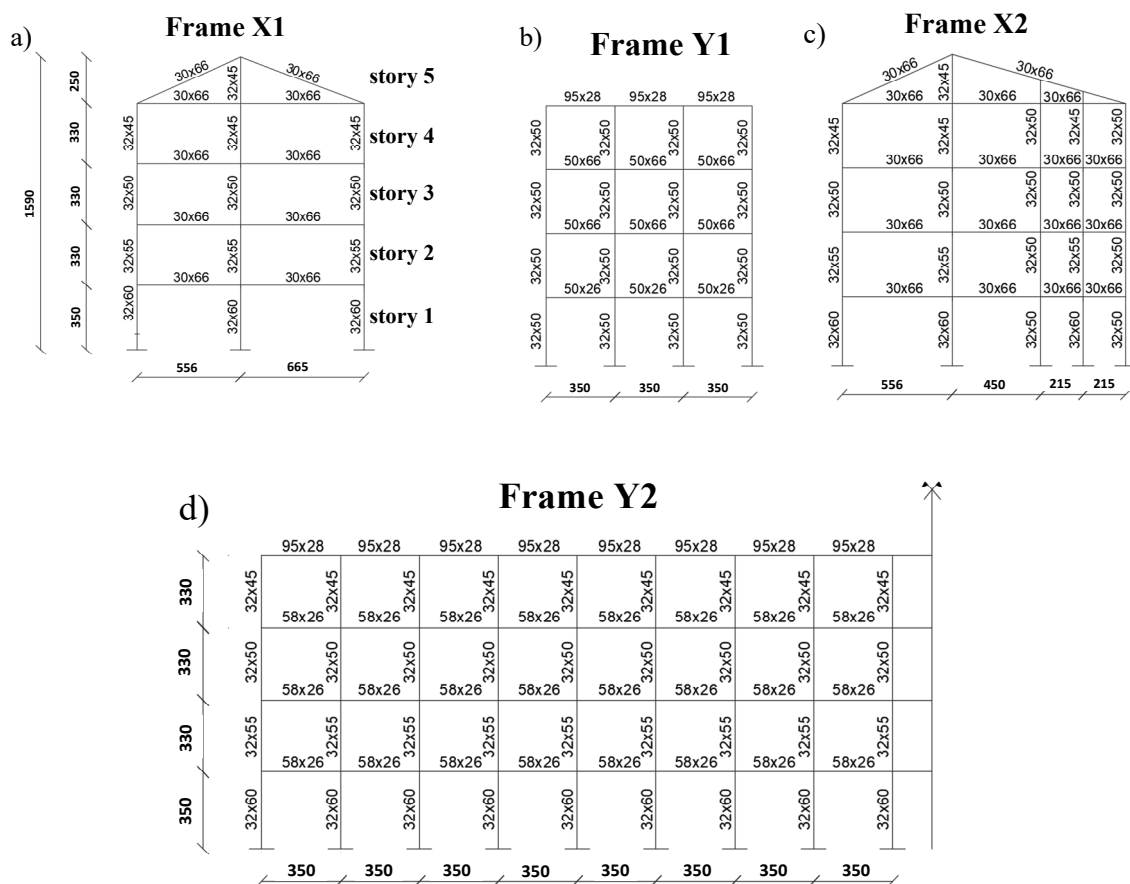 a)
Frame X1
30x66 32x45 30x66
30x66 30x66
story 5
32x45 32x45 32x45
30x66 30x66
story 4
32x50 32x50 32x50
30x66 30x66
story 3
32x55 32x55 32x55
30x66 30x66
story 2
32x60 32x60 32x60
story 1
250
330
330
330
350
1590
556 665
b)
Frame Y1
95x28 95x28 95x28
32x50 32x50 32x50 32x50
50x66 50x66 50x66
32x50 32x50 32x50 32x50
50x66 50x66 50x66
32x50 32x50 32x50 32x50
50x26 50x26 50x26
32x50 32x50 32x50 32x50
350 350 350
c)
Frame X2
30x66 32x45 30x66
30x66 30x66 30x66
32x45 32x45 32x50 32x45 32x50
30x66 30x66 30x66 30x66
32x50 32x50 32x50 32x50 32x50
30x66 30x66 30x66 30x66
32x55 32x55 32x50 32x50 32x50
30x66 30x66 30x66 30x66
32x60 32x60 32x50 32x60 32x50
556 450 215 215
d)
Frame Y2
95x28 95x28 95x28 95x28 95x28 95x28 95x28 95x28
330
32x45 32x45 32x45 32x45 32x45 32x45 32x45 32x45
58x26 58x26 58x26 58x26 58x26 58x26 58x26 58x26
330
32x50 32x50 32x50 32x50 32x50 32x50 32x50 32x50
58x26 58x26 58x26 58x26 58x26 58x26 58x26 58x26
330
32x55 32x55 32x55 32x55 32x55 32x55 32x55 32x55
58x26 58x26 58x26 58x26 58x26 58x26 58x26 58x26
350
32x60 32x60 32x60 32x60 32x60 32x60 32x60 32x60
350 350 350 350 350 350 350 350